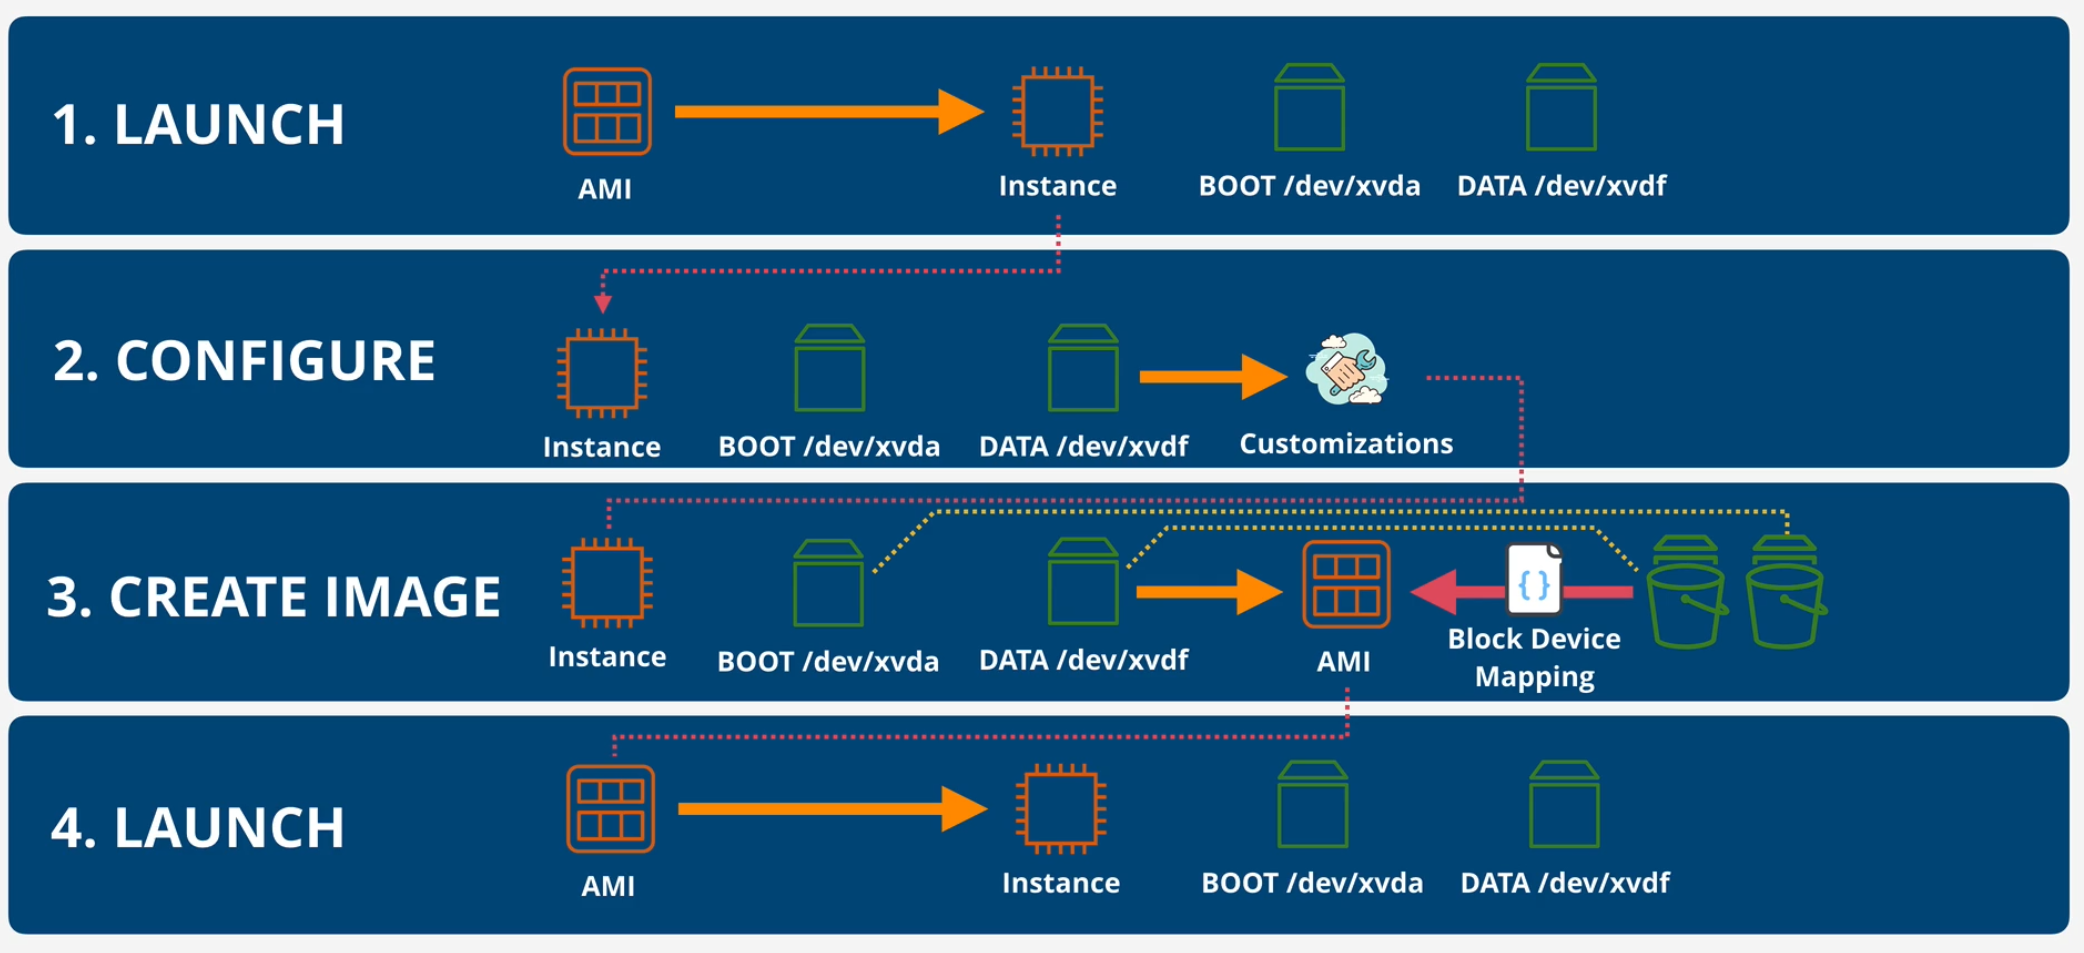 1. LAUNCH
AMI
Instance
BOOT /dev/xvda
DATA /dev/xvdf
2. CONFIGURE
Instance
BOOT /dev/xvda
DATA /dev/xvdf
Customizations
3. CREATE IMAGE
Instance
BOOT /dev/xvda
DATA /dev/xvdf
AMI
{}
Block Device
Mapping
4. LAUNCH
AMI
Instance
BOOT /dev/xvda
DATA /dev/xvdf